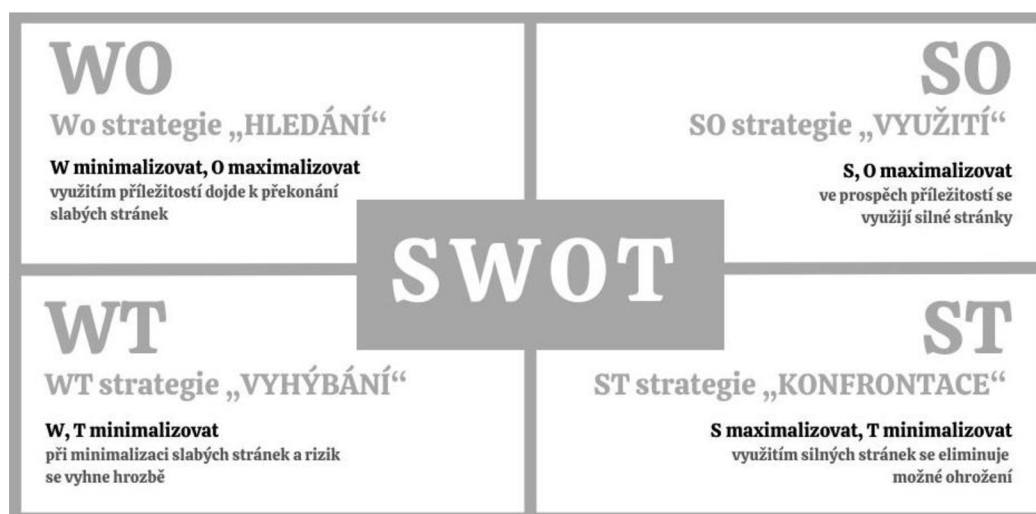 WO
Wo strategie „HLEDÁNÍ“
W minimalizovat, O maximalizovat
využitím příležitostí dojde k překonání
slabých stránek
SO
SO strategie „VYUŽITÍ“
S, O maximalizovat
ve prospěch příležitostí se
využijí silné stránky
SWOT
WT
WT strategie „VYHÝBÁNÍ“
W, T minimalizovat
při minimalizaci slabých stránek a rizik
se vyhne hrozbě
ST
ST strategie „KONFRONTACE“
S maximalizovat, T minimalizovat
využitím silných stránek se eliminuje
možné ohrožení